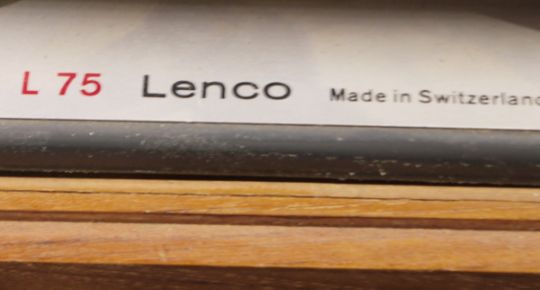 L 75 Lenco Made in Switzerland